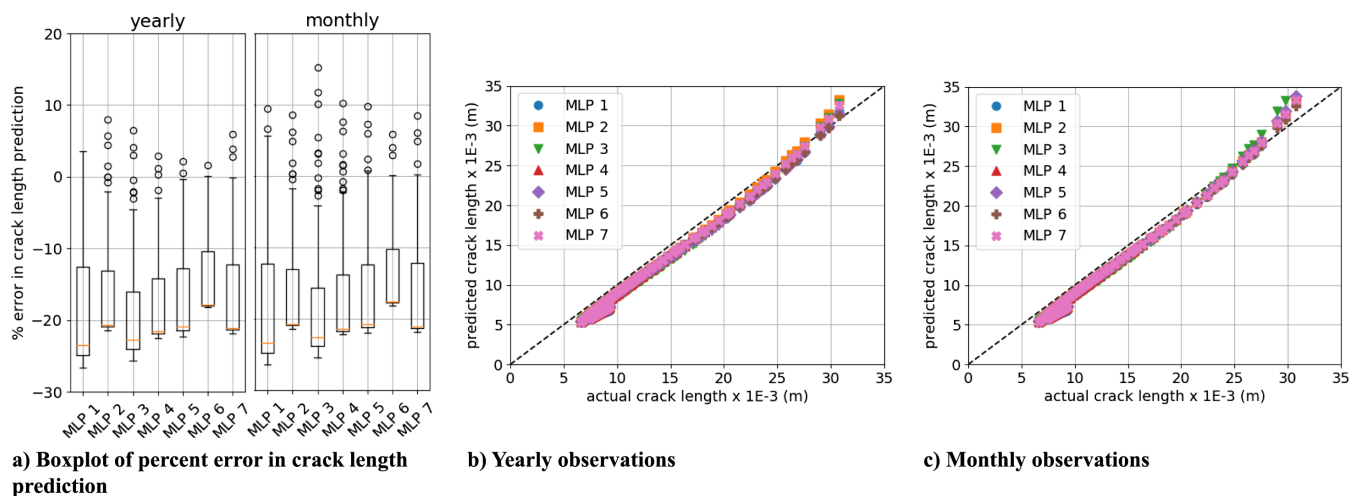 yearly
monthly
% error in crack length prediction
20
10
0
−10
−20
−30
MLP 1
MLP 2
MLP 3
MLP 4
MLP 5
MLP 6
MLP 7
MLP 1
MLP 2
MLP 3
MLP 4
MLP 5
MLP 6
MLP 7
a) Boxplot of percent error in crack length
prediction
predicted crack length x 1E-3 (m)
35
30
25
20
15
10
5
0
MLP 1
MLP 2
MLP 3
MLP 4
MLP 5
MLP 6
MLP 7
0 5 10 15 20 25 30 35
actual crack length x 1E-3 (m)
b) Yearly observations
predicted crack length x 1E-3 (m)
35
30
25
20
15
10
5
0
MLP 1
MLP 2
MLP 3
MLP 4
MLP 5
MLP 6
MLP 7
0 5 10 15 20 25 30 35
actual crack length x 1E-3 (m)
c) Monthly observations